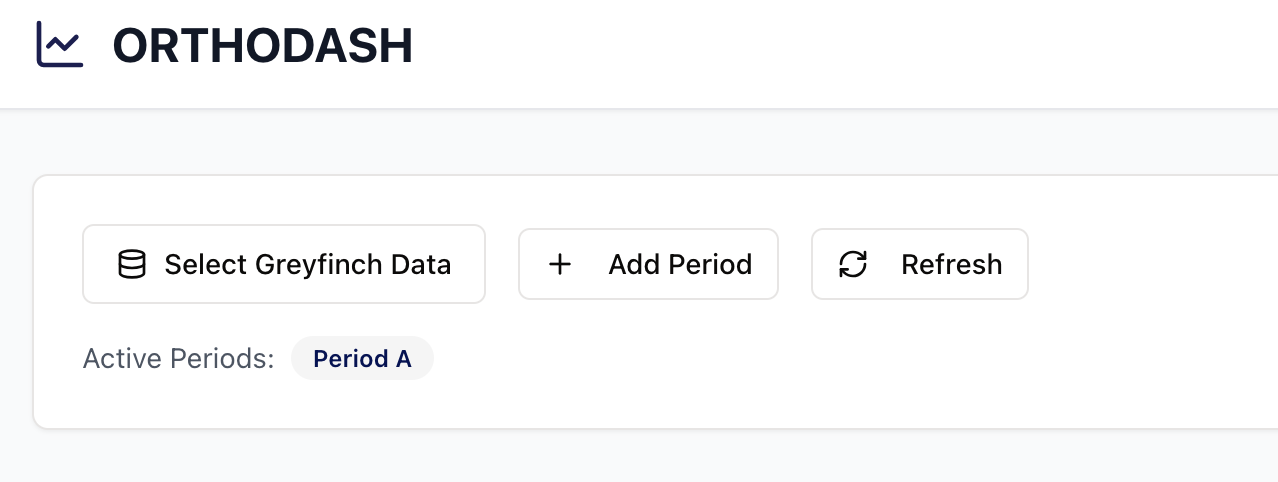 ORTHODASH
Select Greyfinch Data
Add Period
Refresh
Active Periods: Period A